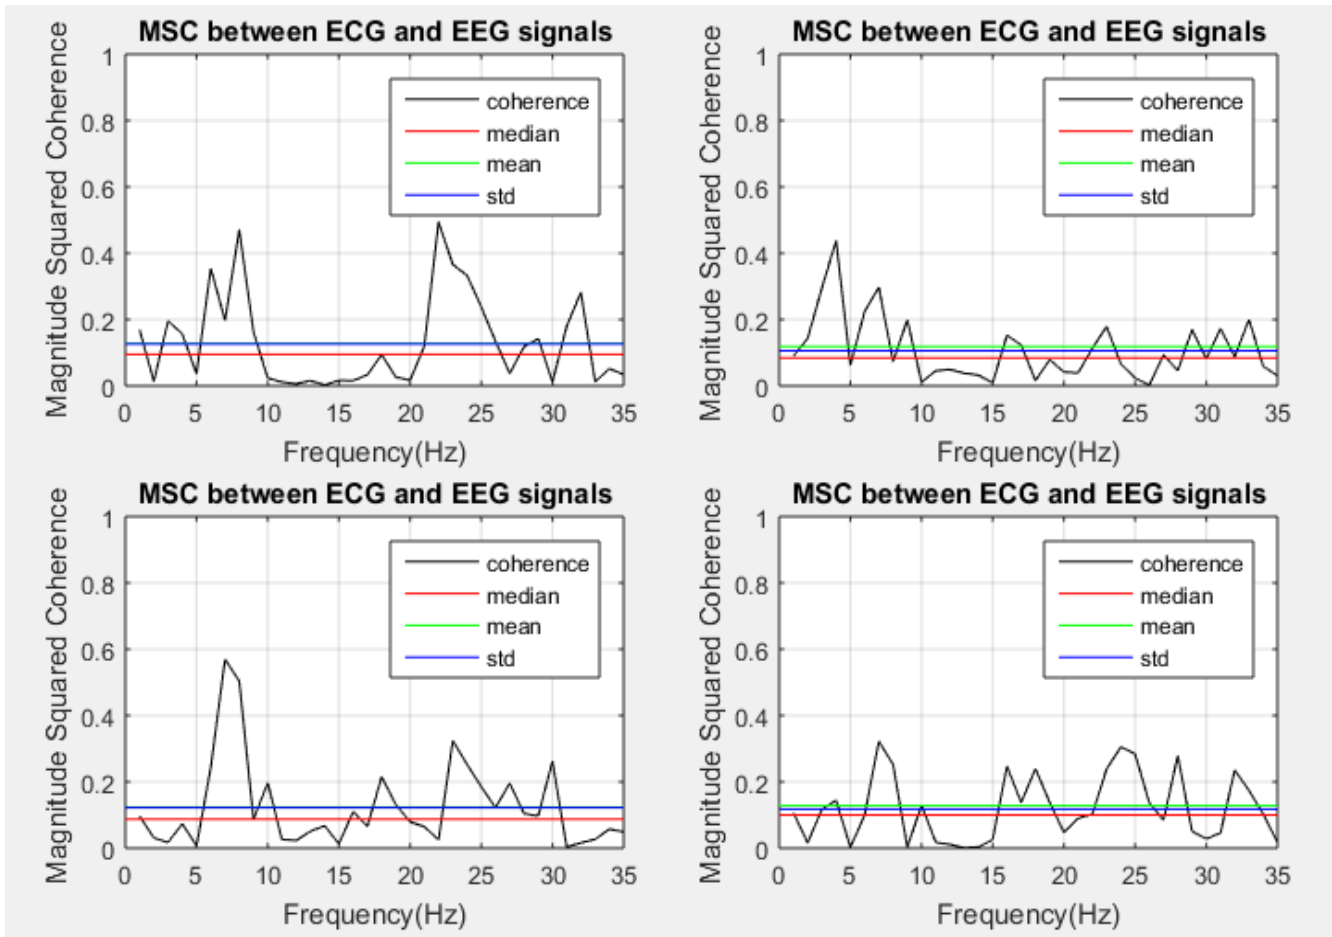 MSC between ECG and EEG signals
Magnitude Squared Coherence
1
0.8
0.6
0.4
0.2
0
coherence
median
mean
std
0 5 10 15 20 25 30 35
Frequency(Hz)
MSC between ECG and EEG signals
Magnitude Squared Coherence
1
0.8
0.6
0.4
0.2
0
coherence
median
mean
std
0 5 10 15 20 25 30 35
Frequency(Hz)
MSC between ECG and EEG signals
Magnitude Squared Coherence
1
0.8
0.6
0.4
0.2
0
coherence
median
mean
std
0 5 10 15 20 25 30 35
Frequency(Hz)
MSC between ECG and EEG signals
Magnitude Squared Coherence
1
0.8
0.6
0.4
0.2
0
coherence
median
mean
std
0 5 10 15 20 25 30 35
Frequency(Hz)